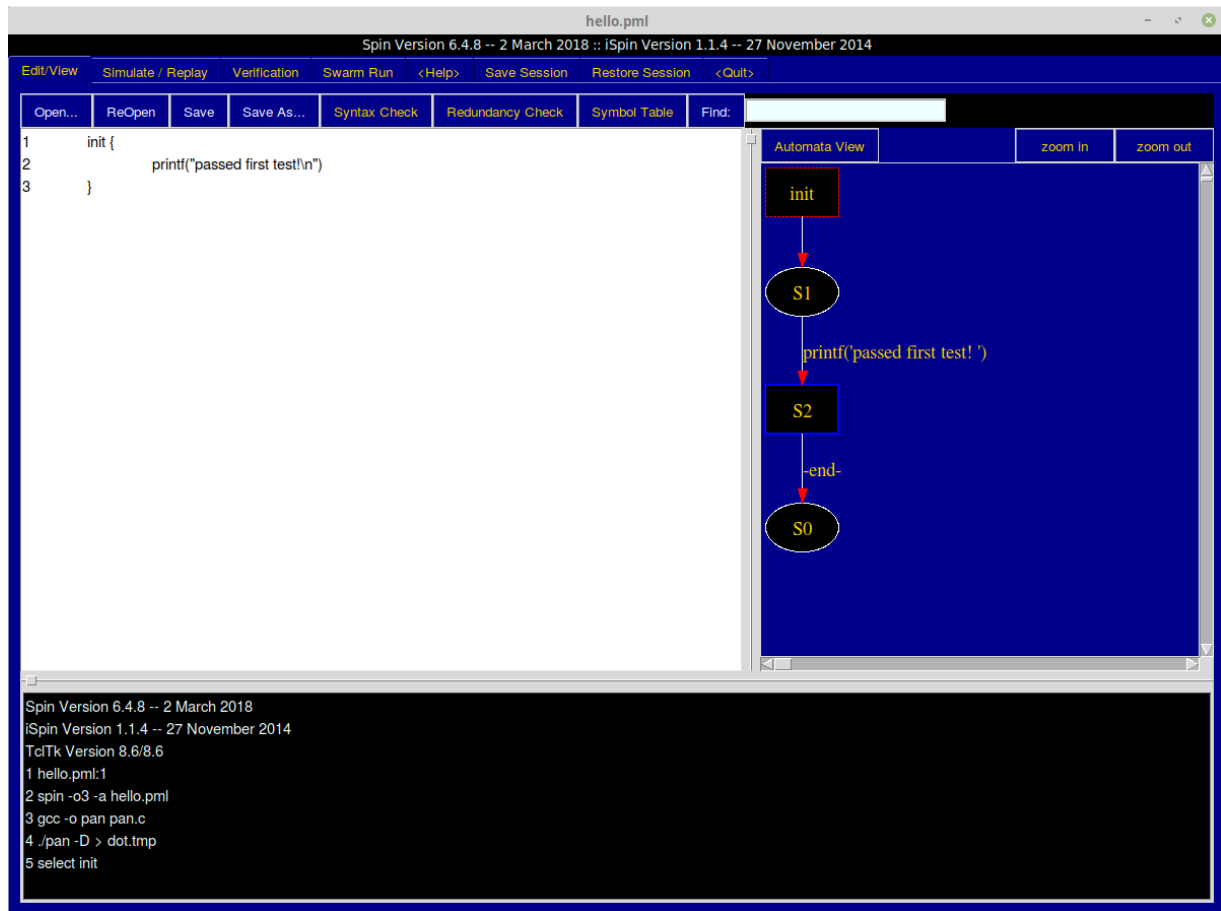 hello.pml
Spin Version 6.4.8 -- 2 March 2018 :: iSpin Version 1.1.4 -- 27 November 2014
Edit/View Simulate / Replay Verification Swarm Run <Help> Save Session Restore Session <Quit>
Open... ReOpen Save Save As... Syntax Check Redundancy Check Symbol Table Find:
1 init {
2 printf("passed first test!\n")
3 }
Automata View zoom in zoom out
init
S1
printf('passed first test! ')
S2
-end-
S0
Spin Version 6.4.8 -- 2 March 2018
iSpin Version 1.1.4 -- 27 November 2014
TclTk Version 8.6/8.6
1 hello.pml:1
2 spin -o3 -a hello.pml
3 gcc -o pan pan.c
4 ./pan -D > dot.tmp
5 select init